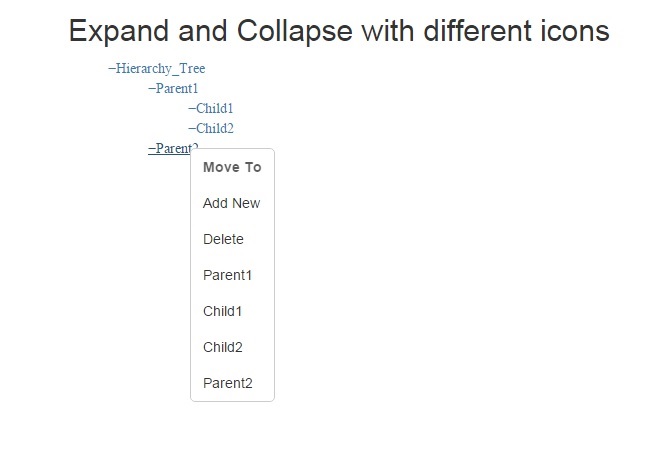 Expand and Collapse with different icons
–Hierarchy_Tree
–Parent1
–Child1
–Child2
–Parent2
Move To
Add New
Delete
Parent1
Child1
Child2
Parent2